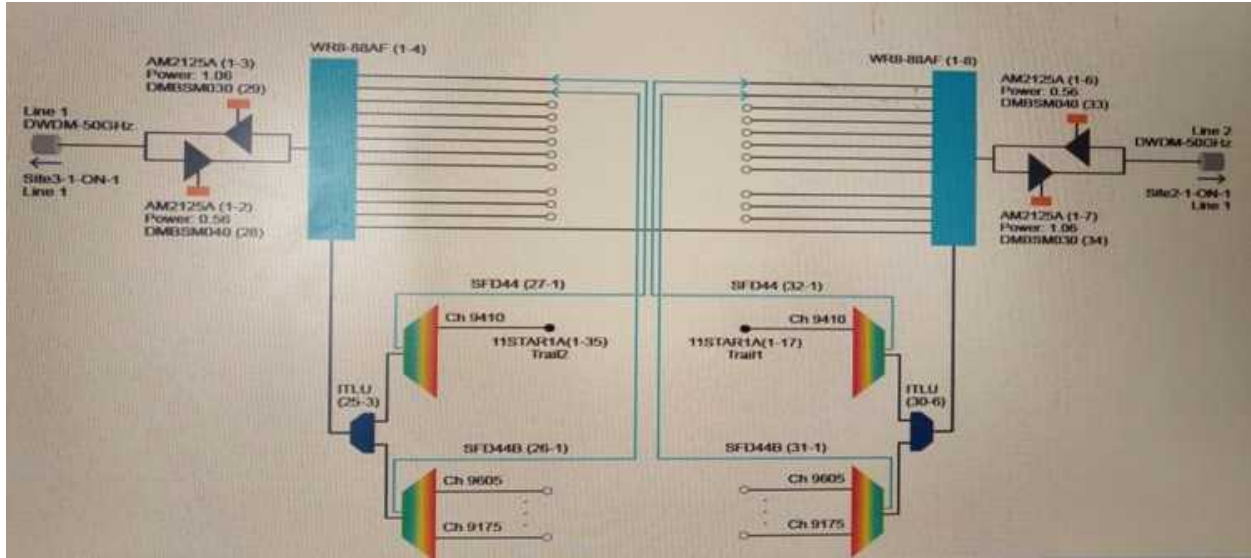 WR8-88AF (1-4)
AM2125A (1-3)
Power: 1.06
DMBSM030 (29)
Line 1
DWDM-50GHz
Site3-1-ON-1
Line 1
AM2125A (1-2)
Power: 0.56
DMBSM040 (28)
WR8-88AF (1-8)
AM2125A (1-6)
Power: 0.56
DMBSM040 (33)
Line 2
DWDM-50GHz
Site2-1-ON-1
Line 1
AM2125A (1-7)
Power: 1.06
DMBSM030 (34)
SFD44 (27-1)
Ch 9410
11STAR1A(1-35)
Trail2
ITLU
(25-3)
SFD44B (26-1)
Ch 9605
Ch 9175
SFD44 (32-1)
Ch 9410
11STAR1A(1-17)
Trail1
ITLU
(30-6)
SFD44B (31-1)
Ch 9605
Ch 9175